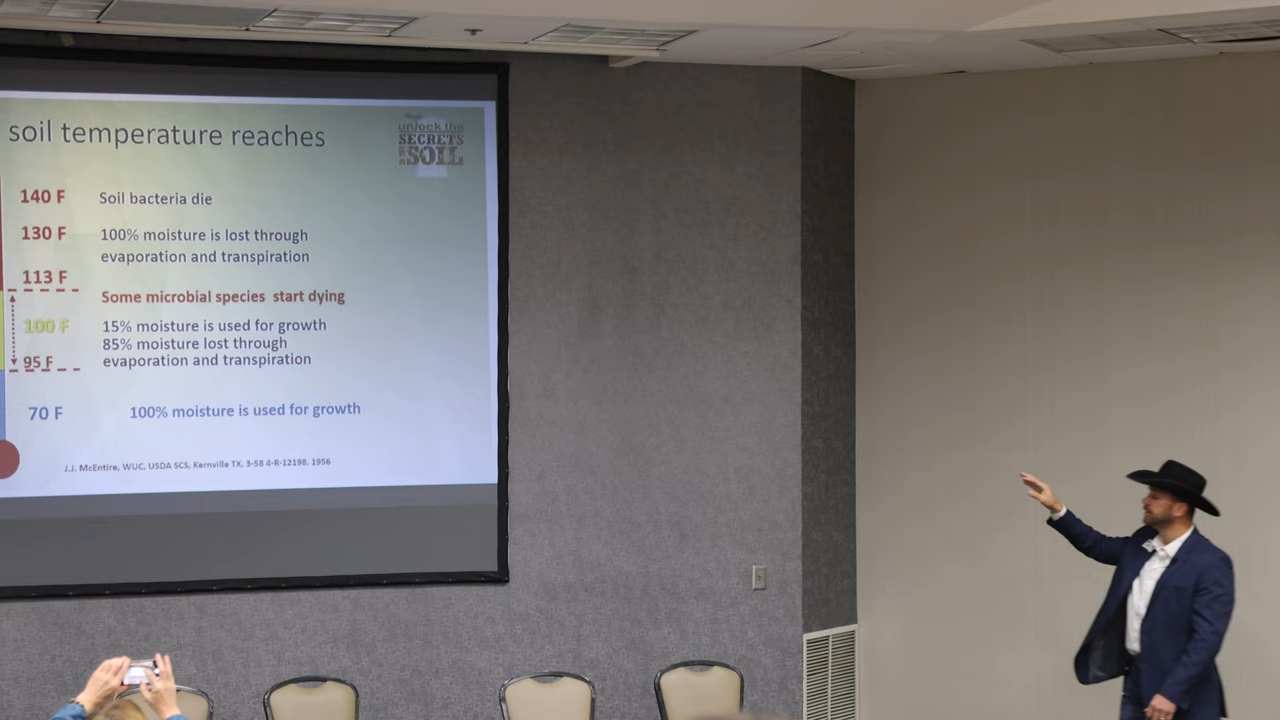 soil temperature reaches
unlock the
SECRETS
IN THE
SOIL
140 F Soil bacteria die
130 F 100% moisture is lost through
evaporation and transpiration
113 F
Some microbial species start dying
100 F 15% moisture is used for growth
85% moisture lost through
95 F evaporation and transpiration
70 F 100% moisture is used for growth
J.J. McEntire, WUC, USDA SCS, Kernville TX, 3-58 4-R-12198. 1956